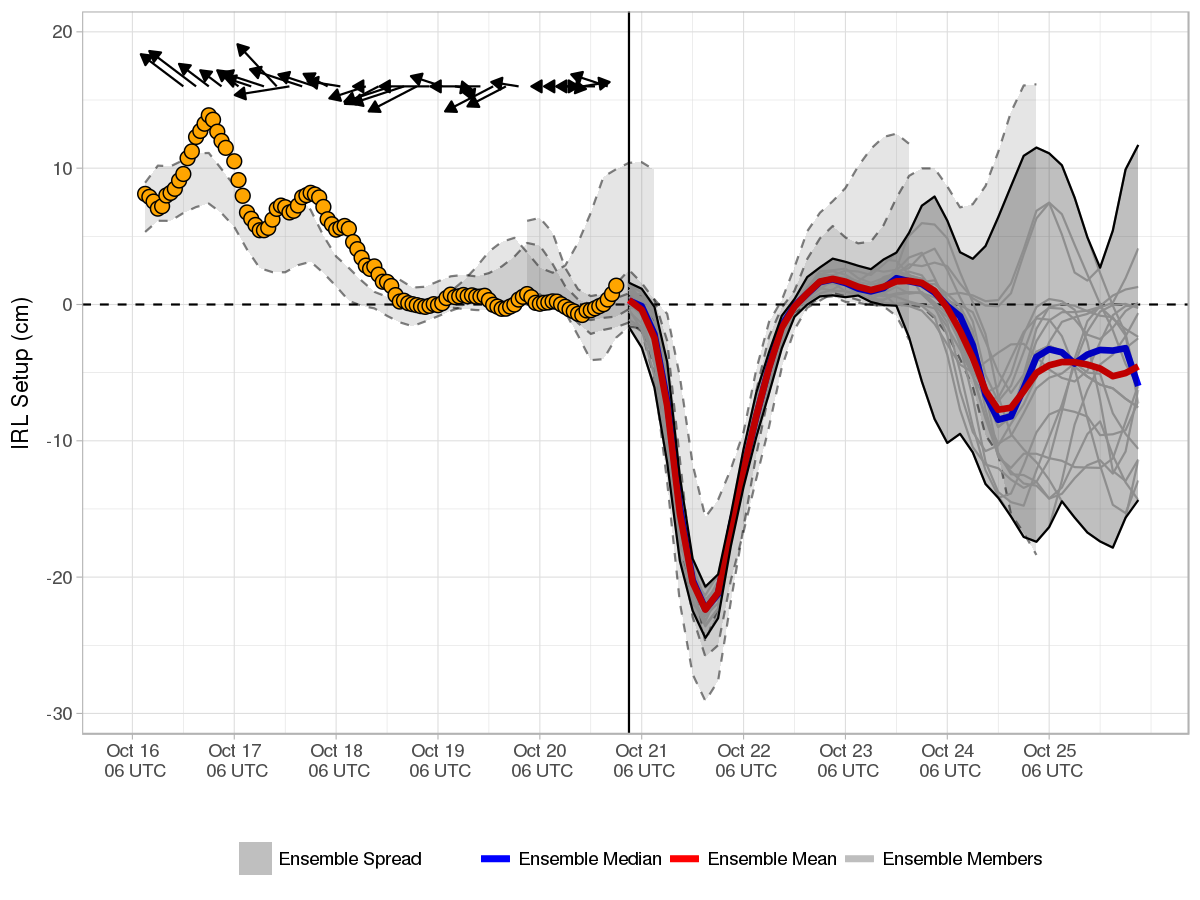 IRL Setup (cm)
20
10
0
-10
-20
-30
Oct 16 Oct 17 Oct 18 Oct 19 Oct 20 Oct 21 Oct 22 Oct 23 Oct 24 Oct 25
06 UTC 06 UTC 06 UTC 06 UTC 06 UTC 06 UTC 06 UTC 06 UTC 06 UTC 06 UTC
Ensemble Spread Ensemble Median Ensemble Mean Ensemble Members